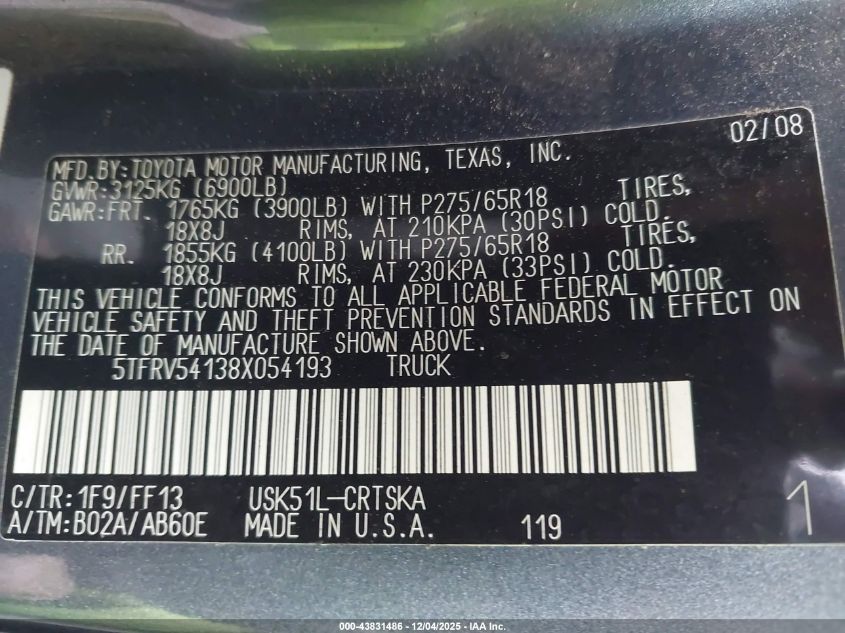 02/08
MFD.BY:TOYOTA MOTOR MANUFACTURING, TEXAS, INC.
GVWR:3125KG (6900LB)
GAWR:FRT. 1765KG (3900LB) WITH P275/65R18 TIRES,
18X8J RIMS, AT 210KPA (30PSI) COLD.
RR. 1855KG (4100LB) WITH P275/65R18 TIRES,
18X8J RIMS, AT 230KPA (33PSI) COLD.
THIS VEHICLE CONFORMS TO ALL APPLICABLE FEDERAL MOTOR
VEHICLE SAFETY AND THEFT PREVENTION STANDARDS IN EFFECT ON
THE DATE OF MANUFACTURE SHOWN ABOVE.
5TFRV54138X054193 TRUCK
C/TR:1F9/FF13 USK51L-CRTSKA
A/TM:B02A/AB60E MADE IN U.S.A. 119 1
000-43831486 - 12/04/2025 - IAA Inc.